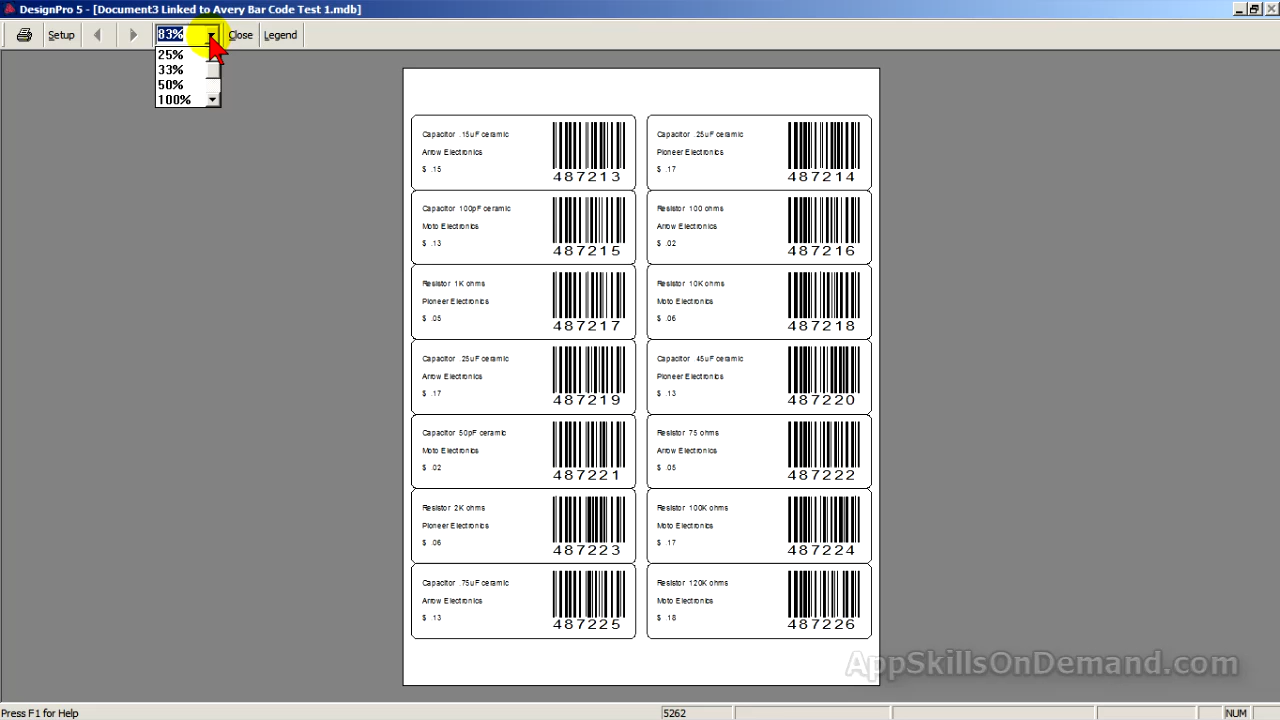 DesignPro 5 - [Document3 Linked to Avery Bar Code Test 1.mdb]
Setup
83%
Close
Legend
25%
33%
50%
100%
Capacitor .15uF ceramic
Arrow Electronics
$ .15
487213
Capacitor .25uF ceramic
Pioneer Electronics
$ .17
487214
Capacitor 100pF ceramic
Moto Electronics
$ .13
487215
Resistor 100 ohms
Arrow Electronics
$ .02
487216
Resistor 1K ohms
Pioneer Electronics
$ .05
487217
Resistor 10K ohms
Moto Electronics
$ .06
487218
Capacitor .25uF ceramic
Arrow Electronics
$ .17
487219
Capacitor .45uF ceramic
Pioneer Electronics
$ .13
487220
Capacitor 50pF ceramic
Moto Electronics
$ .02
487221
Resistor 75 ohms
Arrow Electronics
$ .05
487222
Resistor 2K ohms
Pioneer Electronics
$ .06
487223
Resistor 100K ohms
Moto Electronics
$ .17
487224
Capacitor .75uF ceramic
Arrow Electronics
$ .13
487225
Resistor 120K ohms
Moto Electronics
$ .18
487226
AppSkillsOnDemand.com
Press F1 for Help
5262
NUM